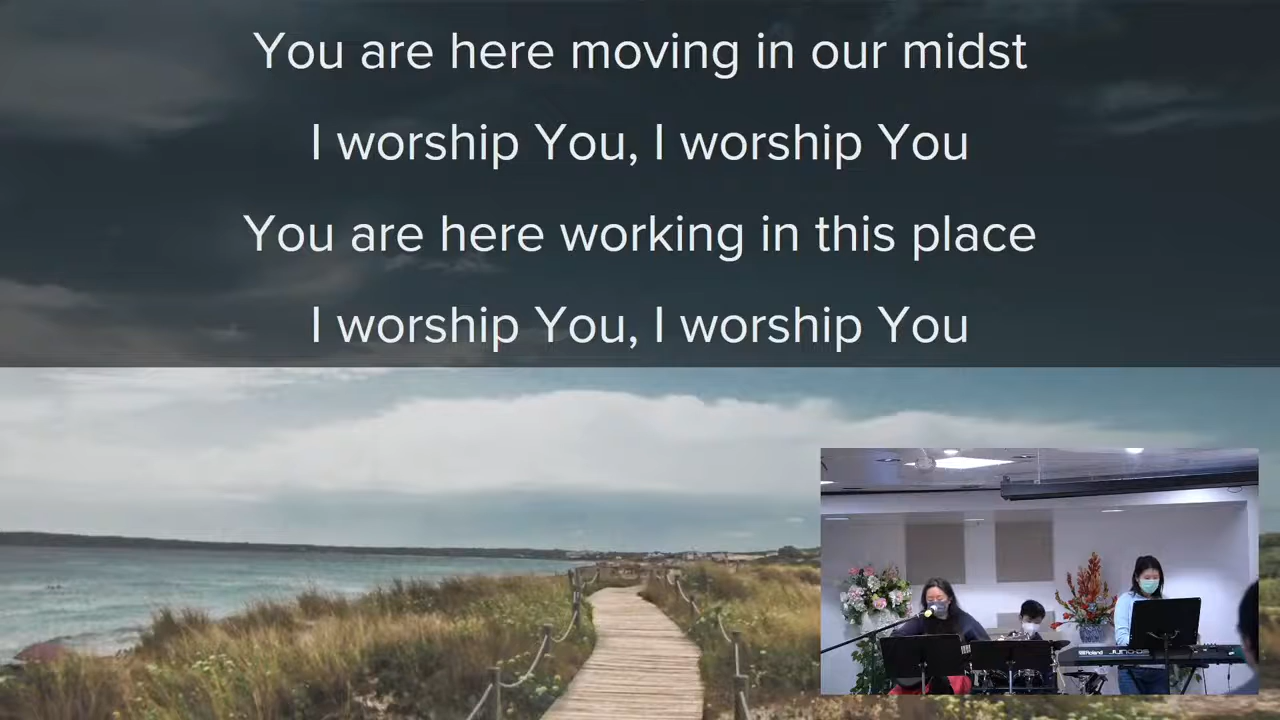 You are here moving in our midst
I worship You, I worship You
You are here working in this place
I worship You, I worship You
Roland